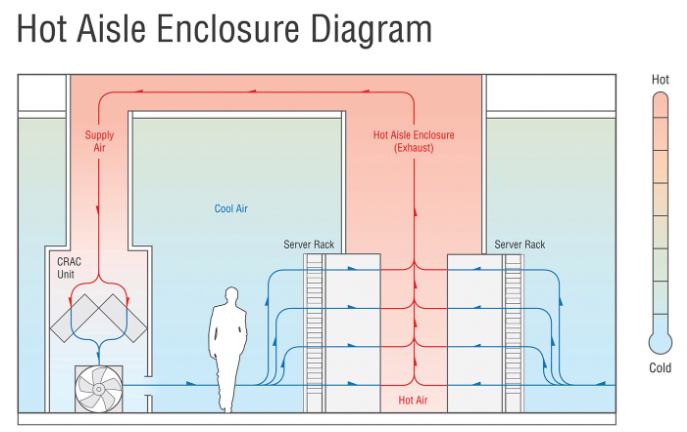 Hot Aisle Enclosure Diagram
Hot
Supply
Air
Hot Aisle Enclosure
(Exhaust)
Cool Air
Server Rack
Server Rack
CRAC
Unit
Cold
Hot Air